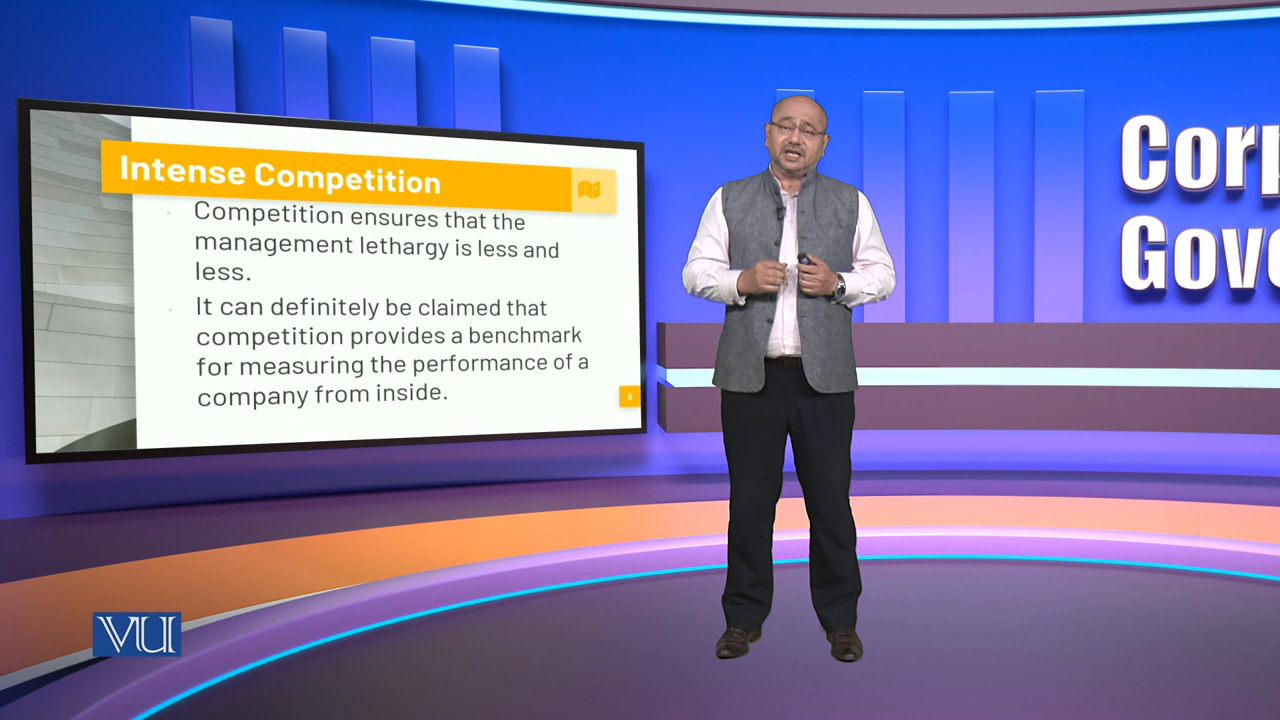 Intense Competition
Competition ensures that the
management lethargy is less and
less.
It can definitely be claimed that
competition provides a benchmark
for measuring the performance of a
company from inside.
5
Corp
Gove
VU